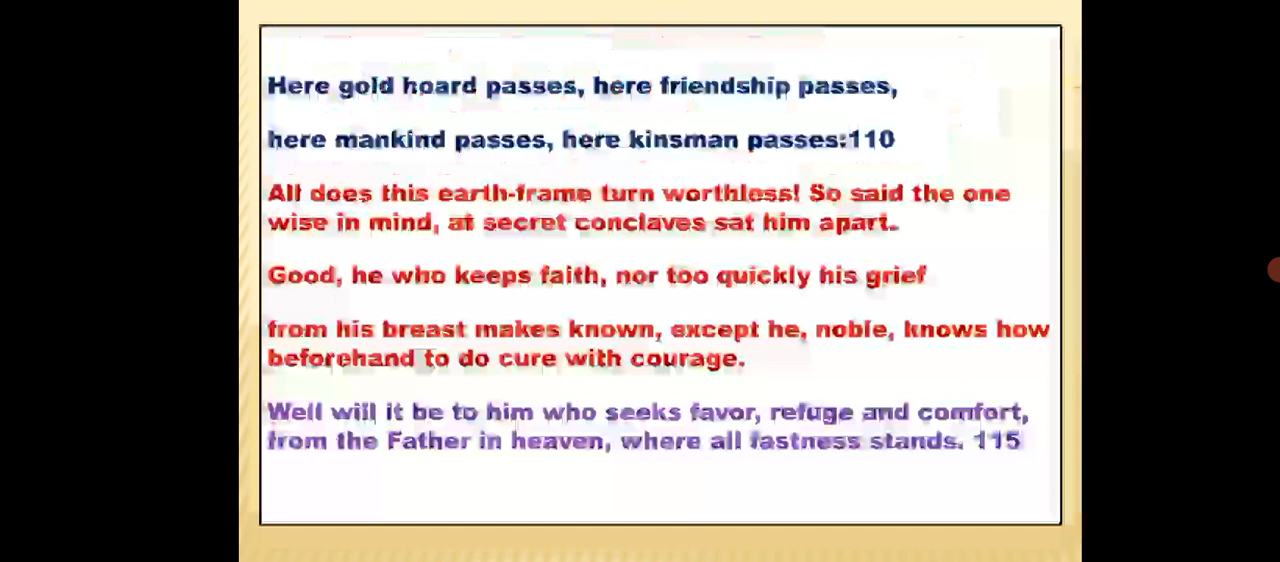 Here gold hoard passes, here friendship passes,
here mankind passes, here kinsman passes:110
All does this earth-frame turn worthless! So said the one
wise in mind, at secret conclaves sat him apart.
Good, he who keeps faith, nor too quickly his grief
from his breast makes known, except he, noble, knows how
beforehand to do cure with courage.
Well will it be to him who seeks favor, refuge and comfort,
from the Father in heaven, where all fastness stands. 115